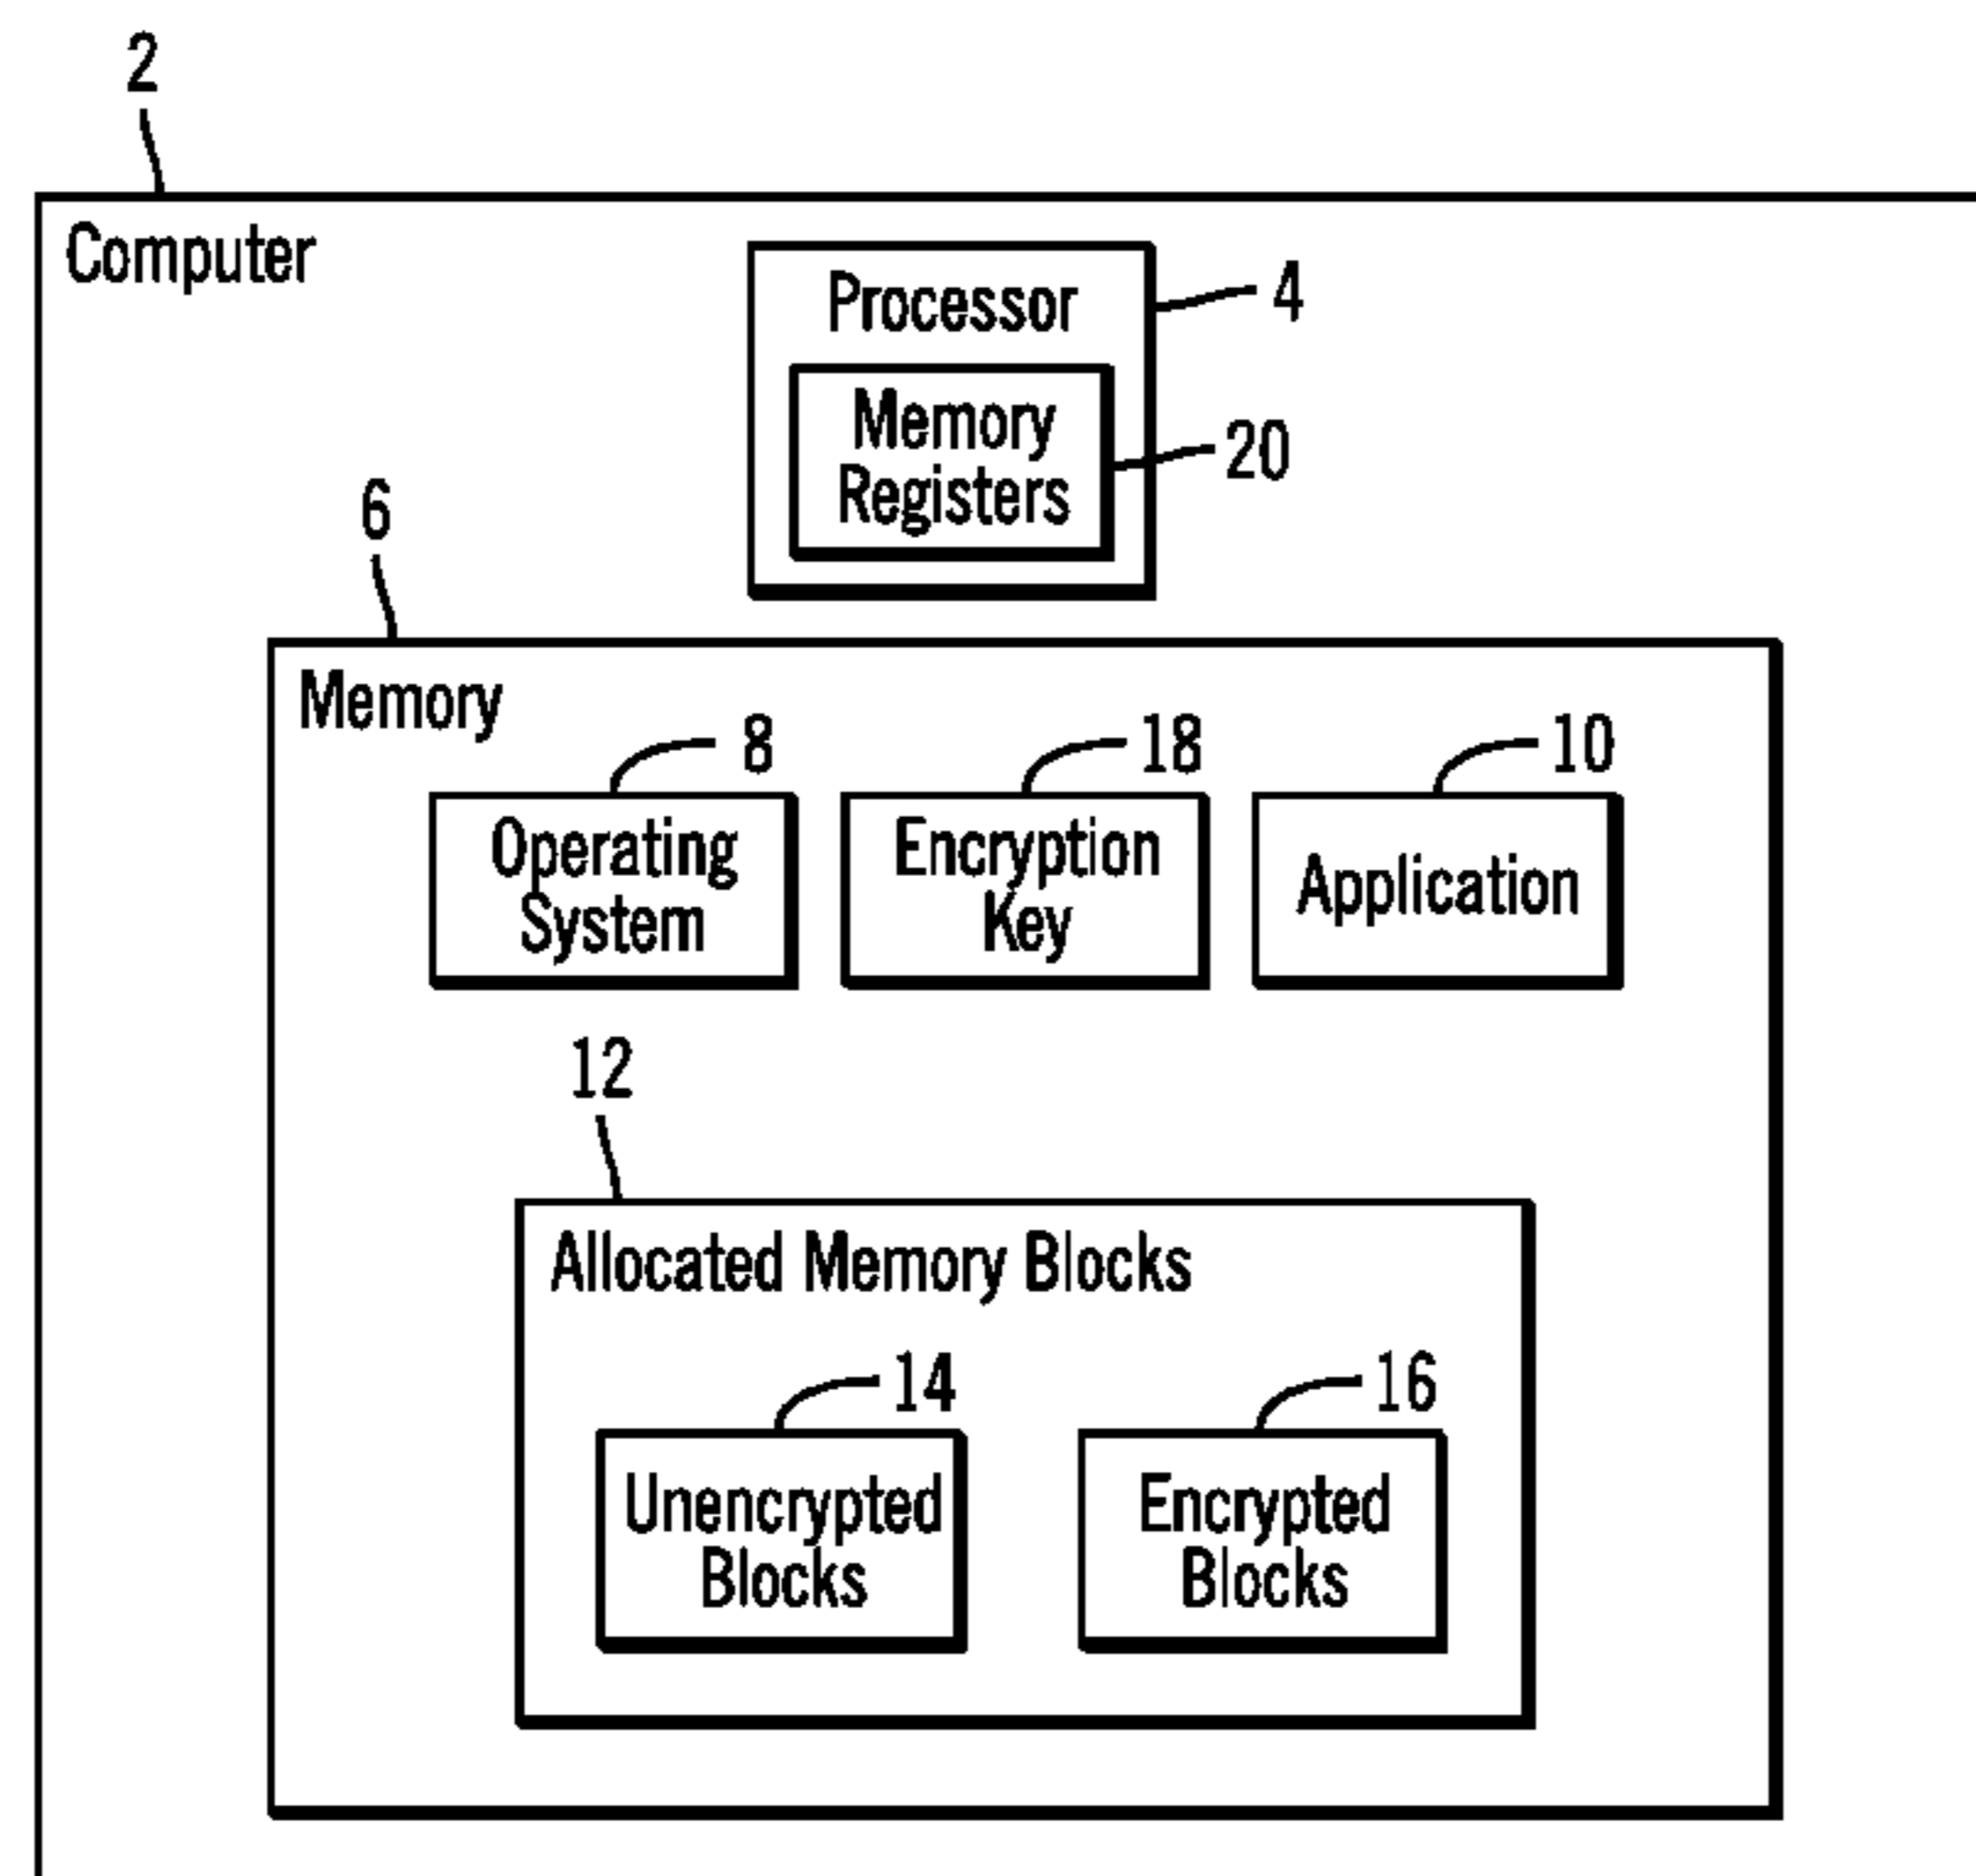 2
Computer
Processor
4
Memory
Registers
20
6
Memory
8
18
10
Operating
System
Encryption
Key
Application
12
Allocated Memory Blocks
14
16
Unencrypted
Blocks
Encrypted
Blocks